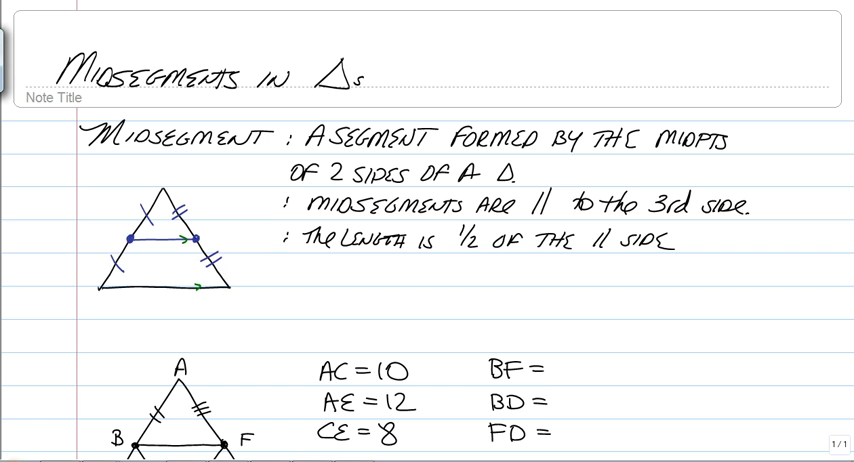 MIDSEGMENTS IN Δs
Note Title
MIDSEGMENT : A SEGMENT FORMED BY THE MIDPTS
OF 2 SIDES OF A Δ.
: MIDSEGMENTS ARE // to the 3rd SIDE.
: THE LENGTH IS 1/2 OF THE // SIDE
A
B
F
AC = 10
BF =
AE = 12
BD =
CE = 8
FD =
1 / 1